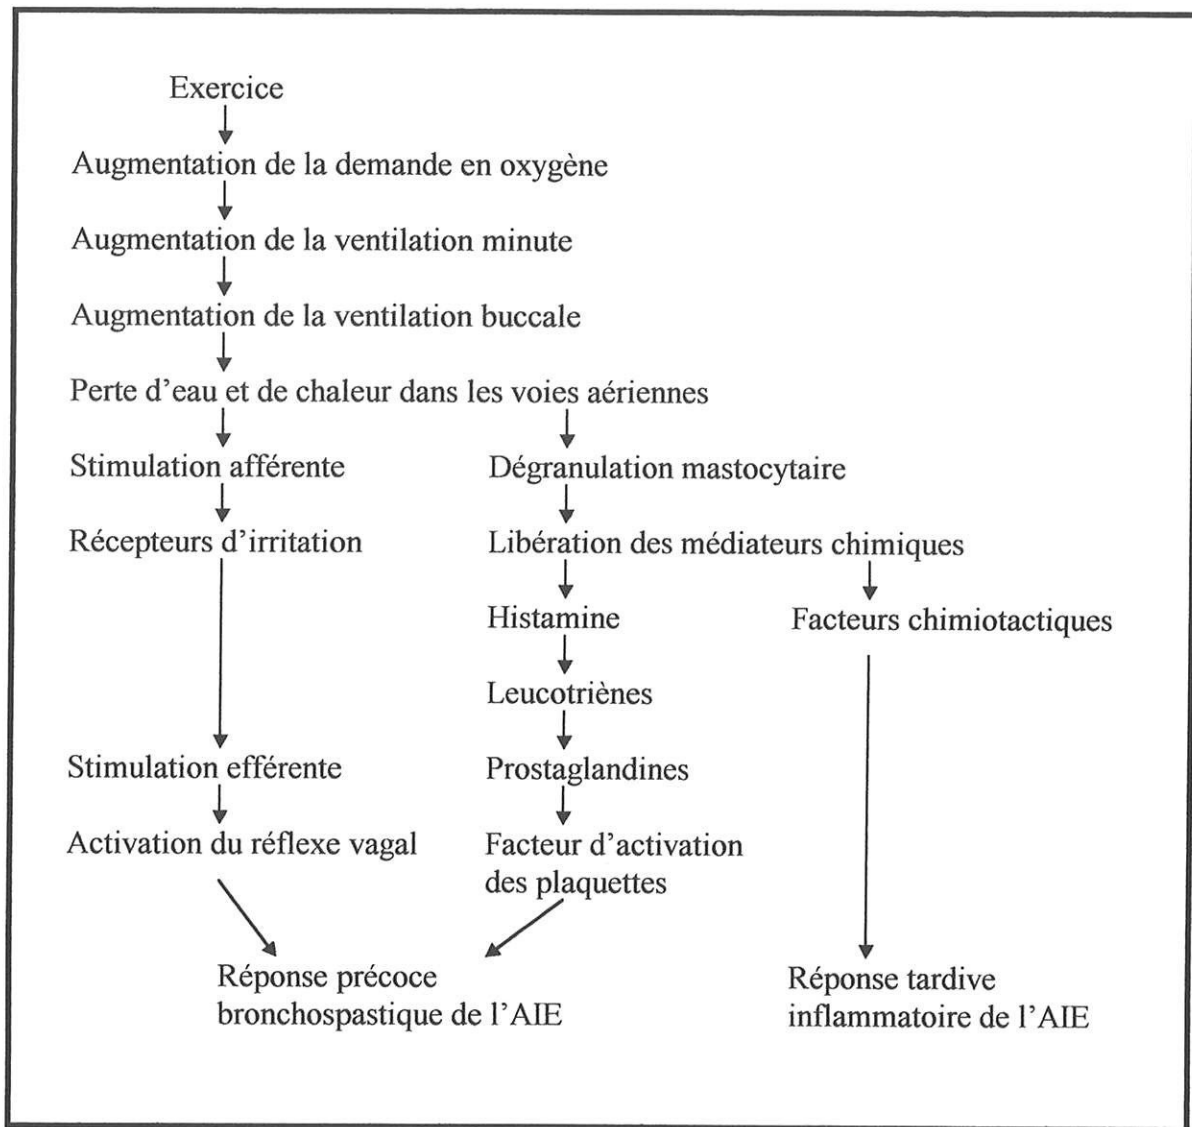 Exercice
Augmentation de la demande en oxygène
Augmentation de la ventilation minute
Augmentation de la ventilation buccale
Perte d’eau et de chaleur dans les voies aériennes
Stimulation afférente
Dégranulation mastocytaire
Récepteurs d’irritation
Libération des médiateurs chimiques
Histamine
Facteurs chimiotactiques
Leucotriènes
Stimulation efférente
Prostaglandines
Activation du réflexe vagal
Facteur d’activation
des plaquettes
Réponse précoce
bronchospastique de l’AIE
Réponse tardive
inflammatoire de l’AIE